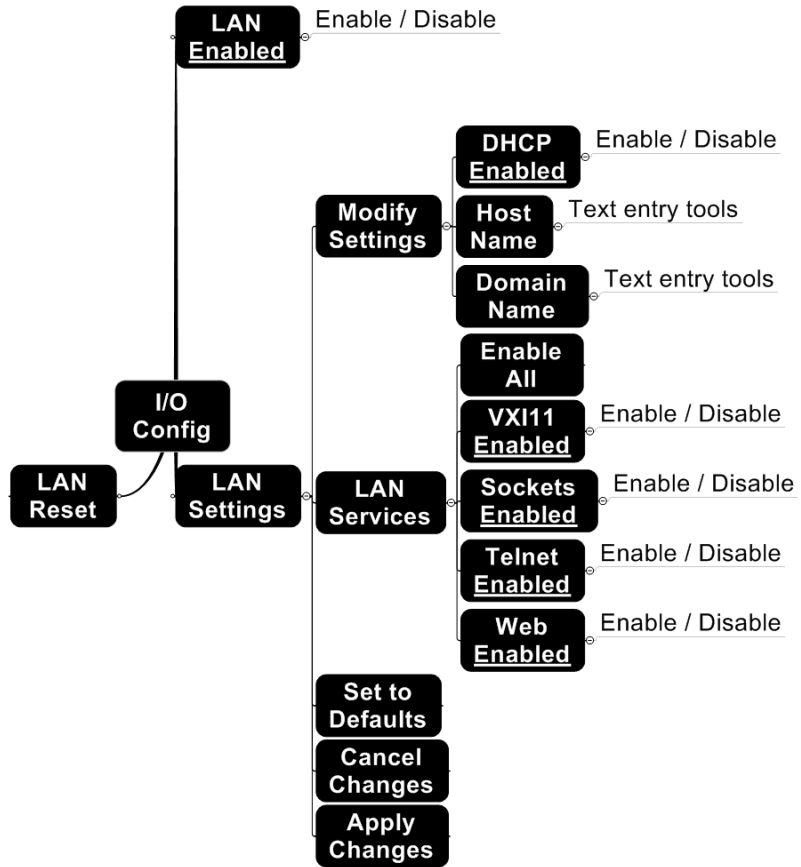 LAN
Enabled
Enable / Disable
DHCP
Enabled
Enable / Disable
Modify
Settings
Host
Name
Text entry tools
Domain
Name
Text entry tools
Enable
All
I/O
Config
VXI11
Enabled
Enable / Disable
LAN
Reset
LAN
Settings
LAN
Services
Sockets
Enabled
Enable / Disable
Telnet
Enabled
Enable / Disable
Web
Enabled
Enable / Disable
Set to
Defaults
Cancel
Changes
Apply
Changes